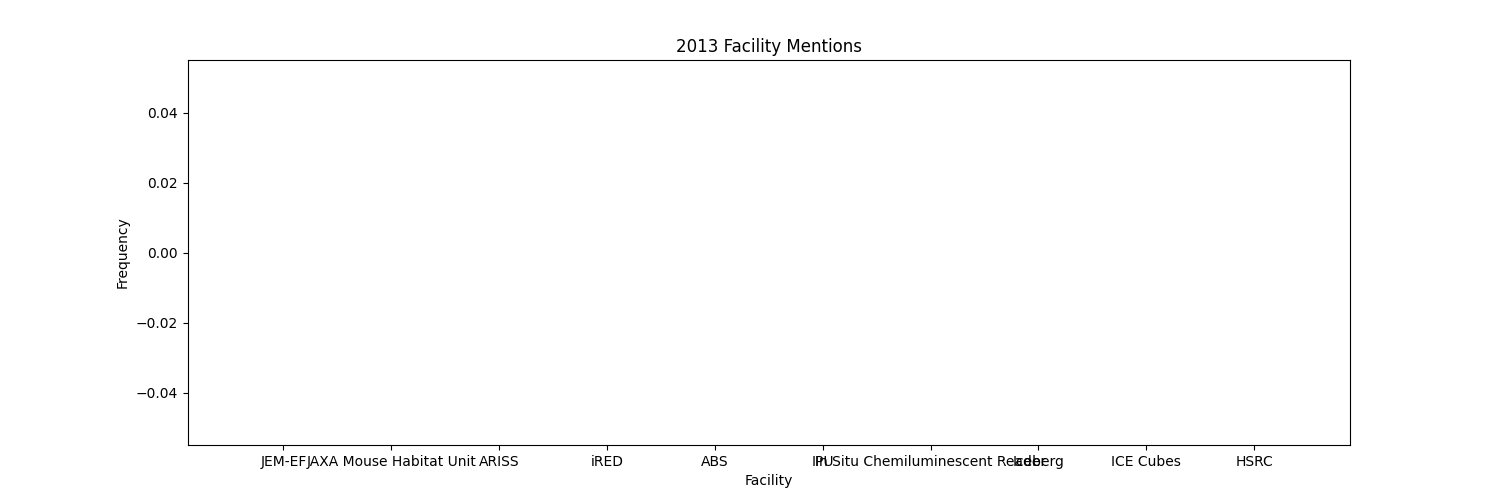 2013 Facility Mentions
0.04
0.02
0.00
−0.02
−0.04
Frequency
JEM-EF JAXA Mouse Habitat Unit ARISS iRED ABS IPU In Situ Chemiluminescent Reader Iceberg ICE Cubes HSRC
Facility